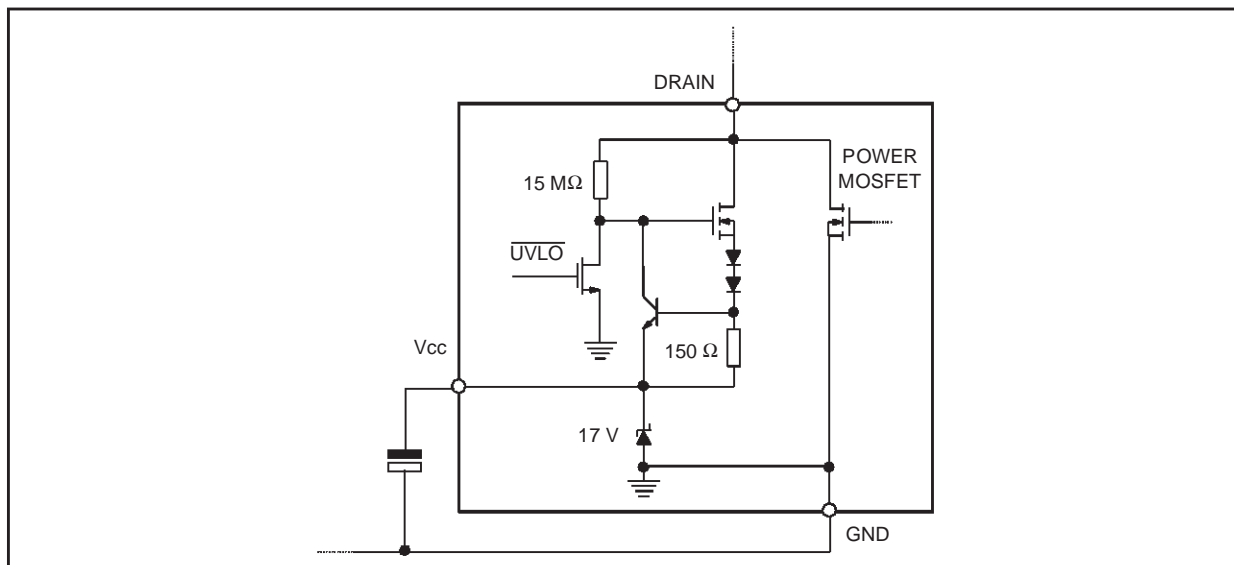 DRAIN
POWER
MOSFET
15 MΩ
UVLO
Vcc
150 Ω
17 V
GND